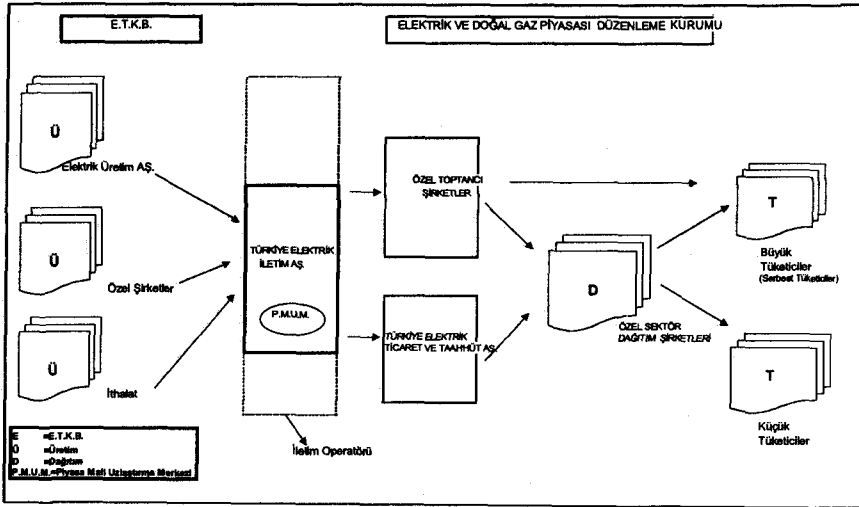 E.T.K.B.
ELEKTRİK VE DOĞAL GAZ PİYASASI DÜZENLEME KURUMU
Ü
Elektrik Üretim AŞ.
Ü
Özel Şirketler
Ü
İthalat
TÜRKİYE ELEKTRİK
İLETİM AŞ.
P.M.U.M.
İletim Operatörü
ÖZEL TOPTANCI
ŞİRKETLER
TÜRKİYE ELEKTRİK
TİCARET VE TAAHHÜT AŞ.
D
ÖZEL SEKTÖR
DAĞITIM ŞİRKETLERİ
T
Büyük
Tüketiciler
(Serbest Tüketiciler)
T
Küçük
Tüketiciler
E =E.T.K.B.
Ü =Üretim
D =Dağıtım
P.M.U.M.=Piyasa Mali Uzlaştırma Merkezi